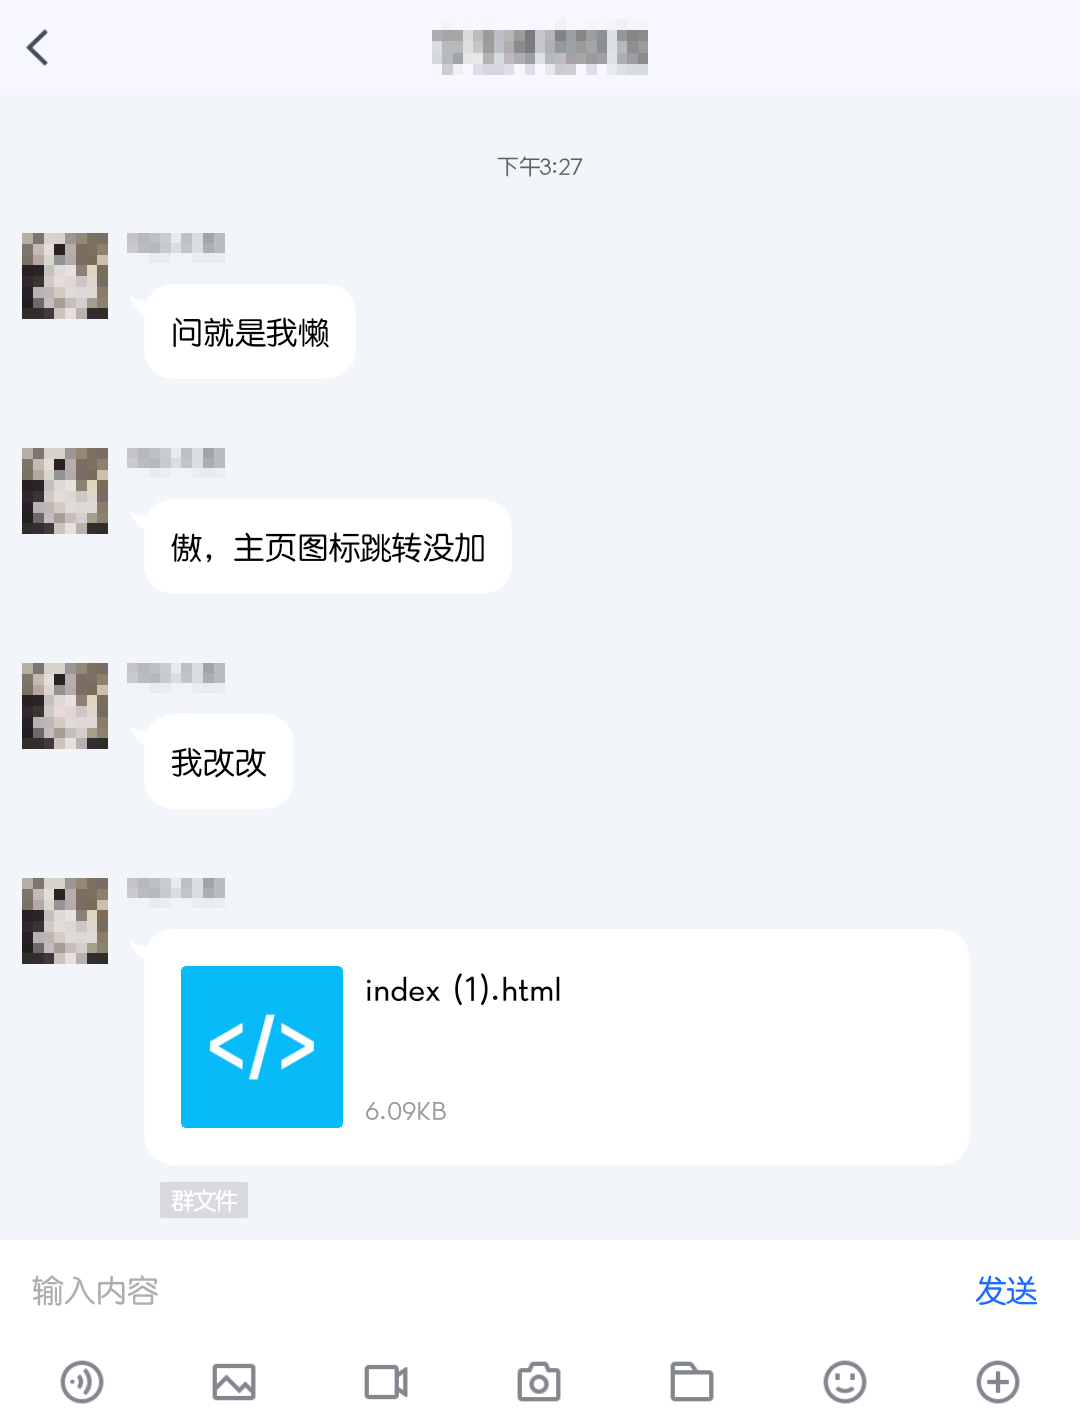 下午3:27
问就是我懒
傲，主页图标跳转没加
我改改
</>
index (1).html
6.09KB
群文件
输入内容
发送